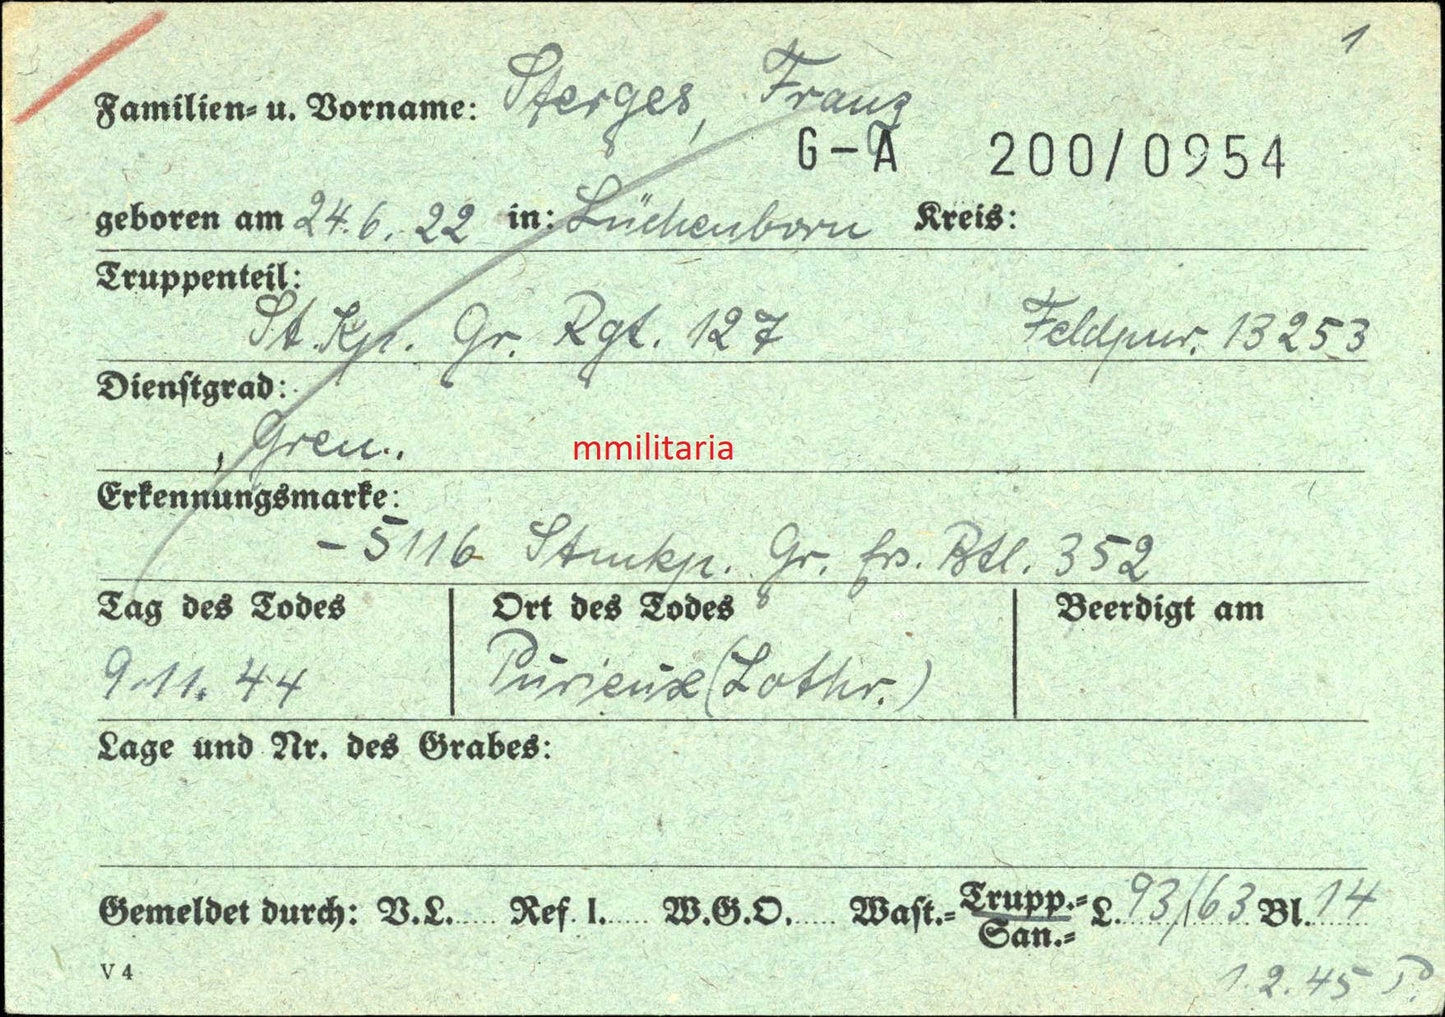 1
Familien- u. Vorname: Sterges, Franz
G-A 200/0954
geboren am 24.6.22 in: Lüchenborn Kreis:
Truppenteil:
St.Kp. Gr. Rgt. 127 Feldpnr. 13253
Dienstgrad:
Gren.
mmilitaria
Erkennungsmarke:
-5116 Stmkp. Gr. Ers. Btl. 352
Tag des Todes Ort des Todes Beerdigt am
9.11.44 Purieux (Lothr.)
Lage und Nr. des Grabes:
Gemeldet durch: V.L..... Ref. I...... W.G.O..... Wast.- Trupp.- L. 93/63 Bl. 14
San.-
V 4
1.2.45 P.